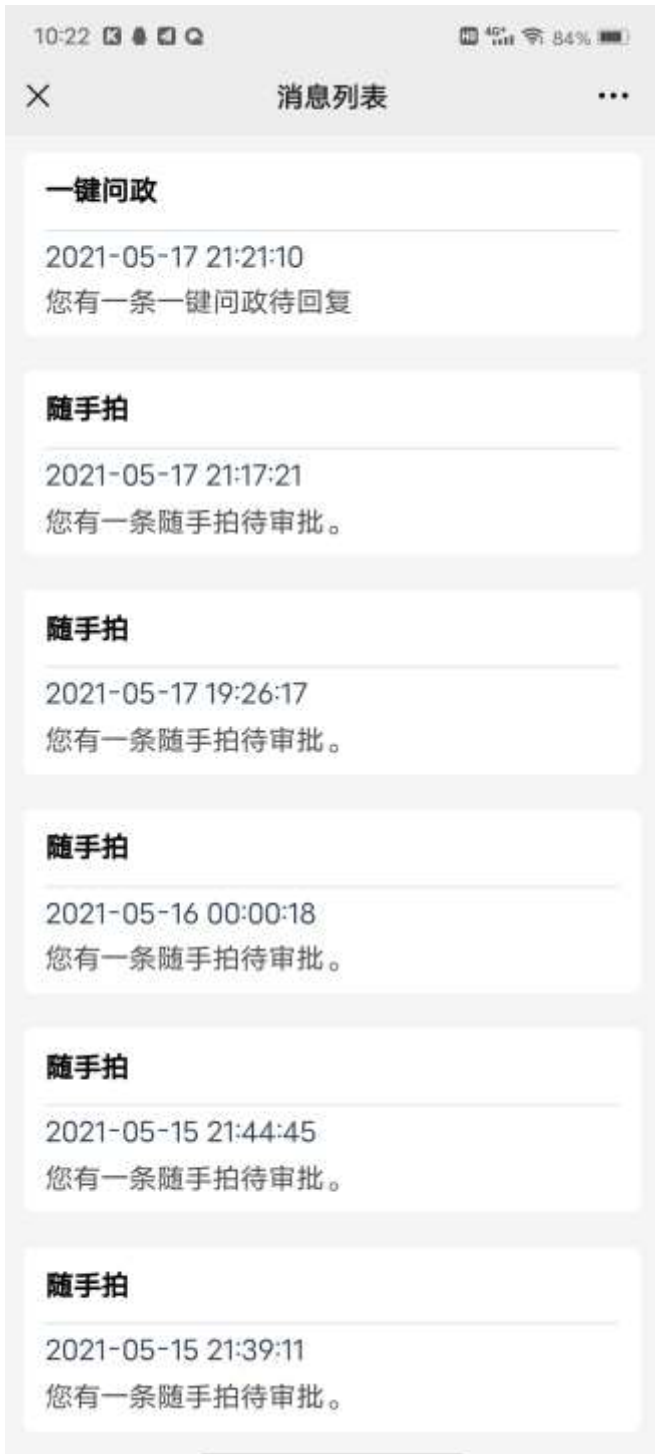 10:22
84%
消息列表
一键问政
2021-05-17 21:21:10
您有一条一键问政待回复
随手拍
2021-05-17 21:17:21
您有一条随手拍待审批。
随手拍
2021-05-17 19:26:17
您有一条随手拍待审批。
随手拍
2021-05-16 00:00:18
您有一条随手拍待审批。
随手拍
2021-05-15 21:44:45
您有一条随手拍待审批。
随手拍
2021-05-15 21:39:11
您有一条随手拍待审批。